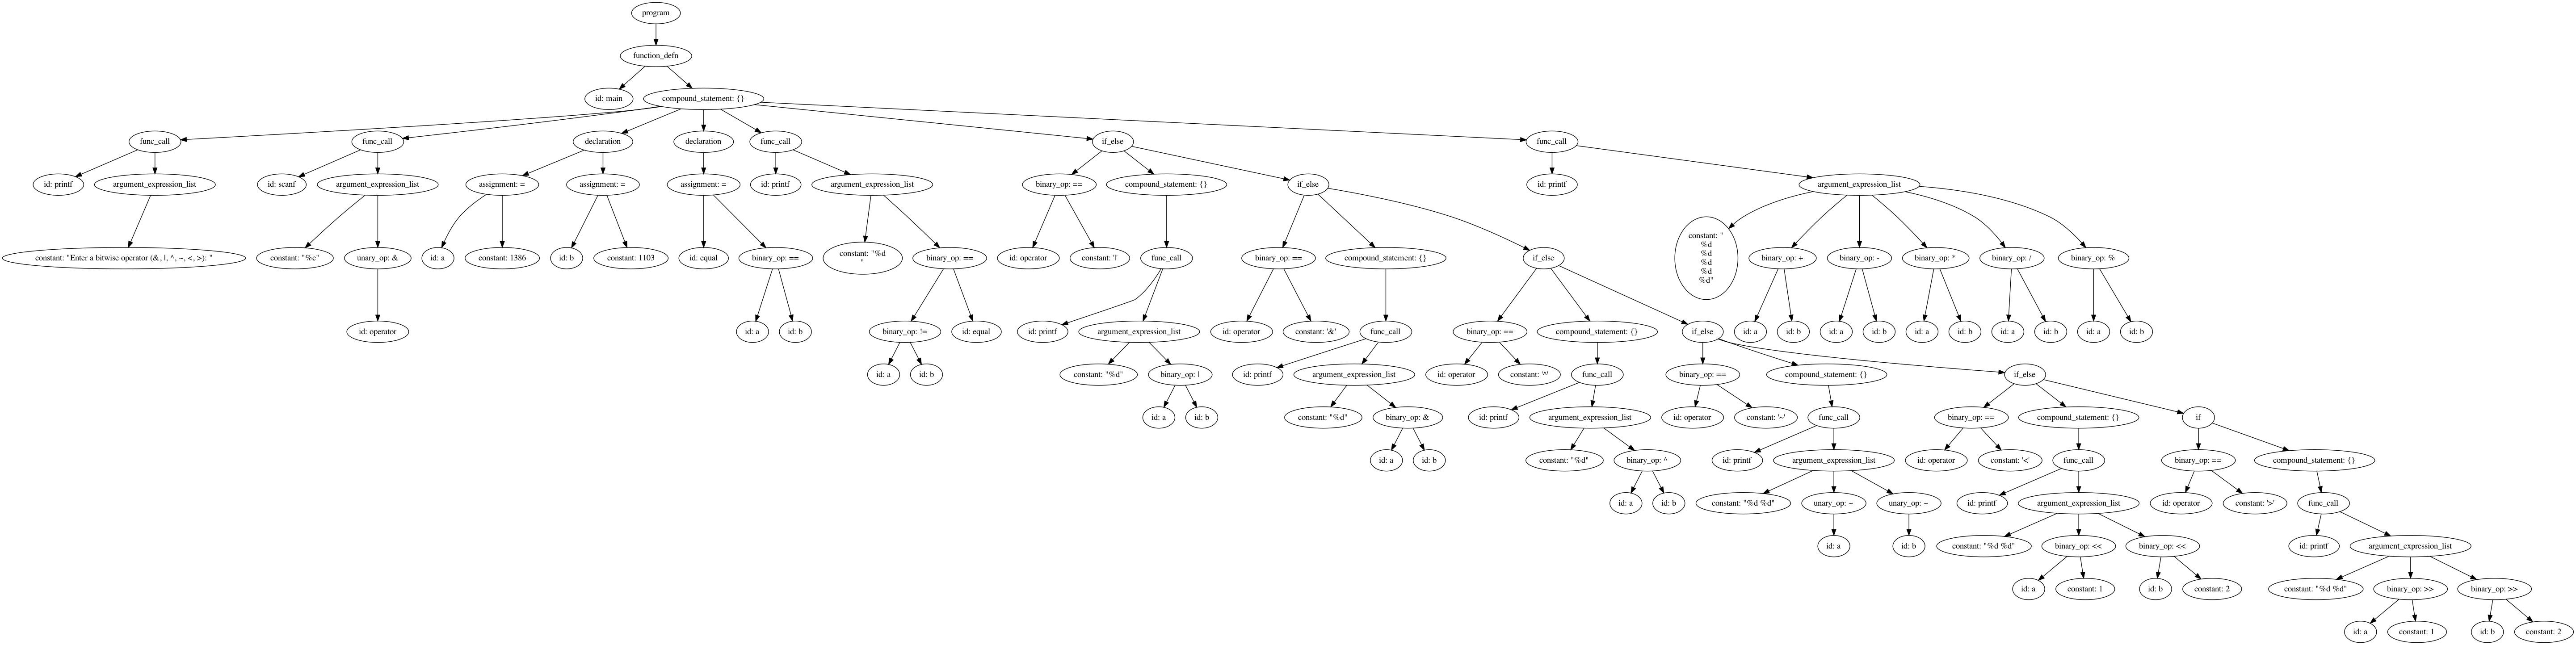 program
function_defn
id: main
compound_statement: {}
func_call
func_call
declaration
declaration
func_call
if_else
func_call
id: printf
argument_expression_list
id: scanf
argument_expression_list
assignment: =
assignment: =
assignment: =
id: printf
argument_expression_list
binary_op: ==
compound_statement: {}
if_else
id: printf
argument_expression_list
constant: "Enter a bitwise operator (&, |, ^, ~, <, >): "
constant: "%c"
unary_op: &
id: a
constant: 1386
id: b
constant: 1103
id: equal
binary_op: ==
constant: "%d
"
binary_op: ==
id: operator
constant: '|'
func_call
binary_op: ==
compound_statement: {}
if_else
constant: "
%d
%d
%d
%d
%d"
binary_op: +
binary_op: -
binary_op: *
binary_op: /
binary_op: %
id: operator
id: a
id: b
binary_op: !=
id: equal
id: printf
argument_expression_list
id: operator
constant: '&'
func_call
binary_op: ==
compound_statement: {}
if_else
id: a
id: b
id: a
id: b
id: a
id: b
id: a
id: b
id: a
id: b
id: a
id: b
constant: "%d"
binary_op: |
id: printf
argument_expression_list
id: operator
constant: '^'
func_call
binary_op: ==
compound_statement: {}
if_else
id: a
id: b
constant: "%d"
binary_op: &
id: printf
argument_expression_list
id: operator
constant: '~'
func_call
binary_op: ==
compound_statement: {}
if
id: a
id: b
constant: "%d"
binary_op: ^
id: printf
argument_expression_list
id: operator
constant: '<'
func_call
binary_op: ==
compound_statement: {}
id: a
id: b
constant: "%d %d"
unary_op: ~
unary_op: ~
id: printf
argument_expression_list
id: operator
constant: '>'
func_call
id: a
id: b
constant: "%d %d"
binary_op: <<
binary_op: <<
id: printf
argument_expression_list
id: a
constant: 1
id: b
constant: 2
constant: "%d %d"
binary_op: >>
binary_op: >>
id: a
constant: 1
id: b
constant: 2